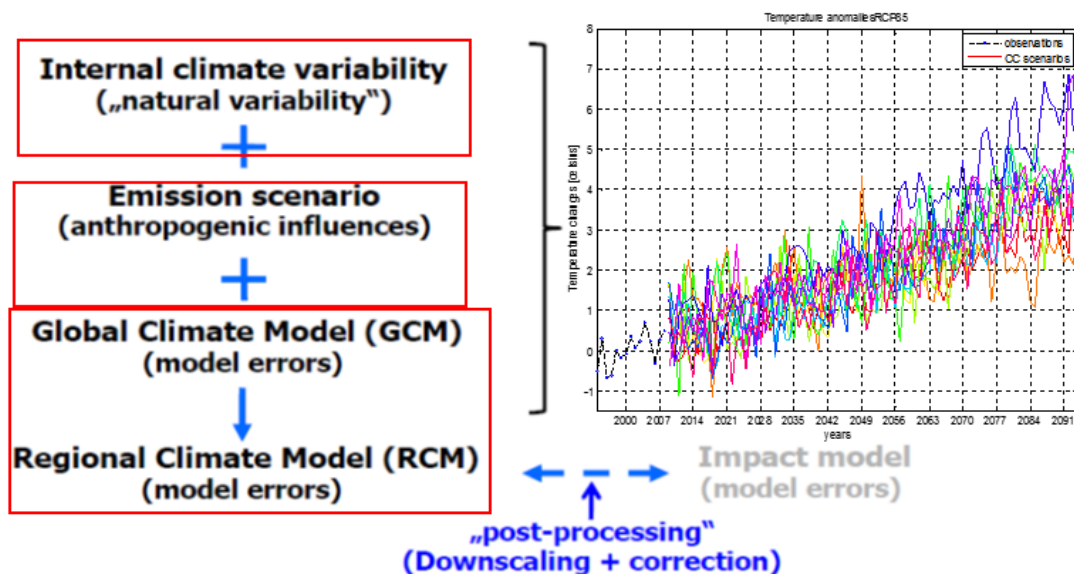 Internal climate variability
(„natural variability“)
+
Emission scenario
(anthropogenic influences)
+
Global Climate Model (GCM)
(model errors)
Regional Climate Model (RCM)
(model errors)
Impact model
(model errors)
„post-processing“
(Downscaling + correction)
Temperature anomaliesRCP85
observations
CC scenarios
Temperature changes (celsius)
8
7
6
5
4
3
2
1
0
-1
2000 2007 2014 2021 2028 2035 2042 2049 2056 2063 2070 2077 2084 2091
years